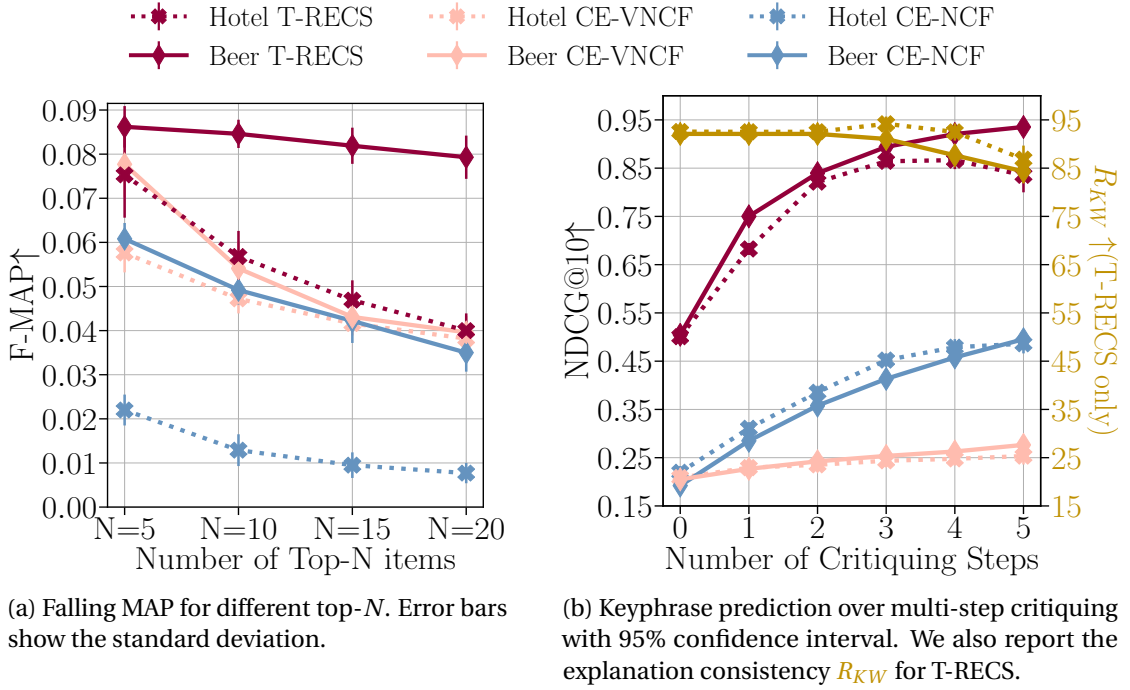 Hotel T-RECS Hotel CE-VNCF Hotel CE-NCF
Beer T-RECS Beer CE-VNCF Beer CE-NCF
F-MAP↑
0.09
0.08
0.07
0.06
0.05
0.04
0.03
0.02
0.01
0.00
N=5 N=10 N=15 N=20
Number of Top-N items
NDCG@10↑
0.95
0.85
0.75
0.65
0.55
0.45
0.35
0.25
0.15
0 1 2 3 4 5
Number of Critiquing Steps
95
85
75
65
55
45
35
25
15
R_{KW} ↑(T-RECS only)
(a) Falling MAP for different top-N. Error bars
show the standard deviation.
(b) Keyphrase prediction over multi-step critiquing
with 95% confidence interval. We also report the
explanation consistency R_{KW} for T-RECS.